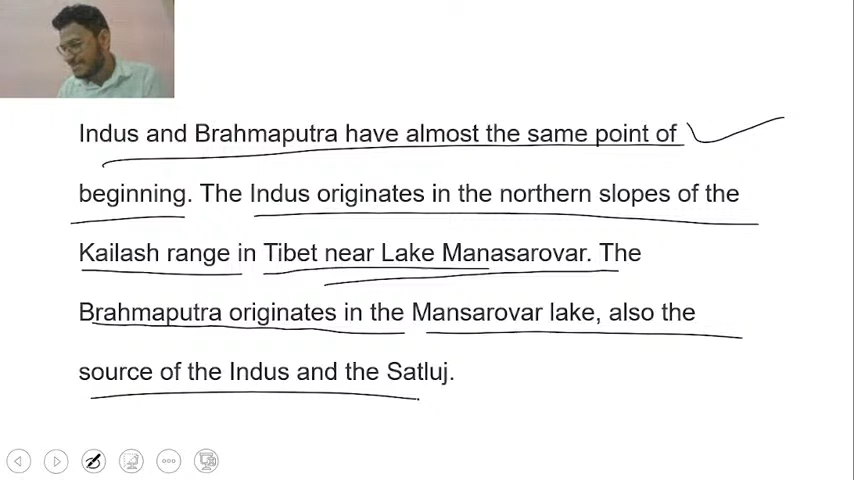 Indus and Brahmaputra have almost the same point of
beginning. The Indus originates in the northern slopes of the
Kailash range in Tibet near Lake Manasarovar. The
Brahmaputra originates in the Mansarovar lake, also the
source of the Indus and the Satluj.